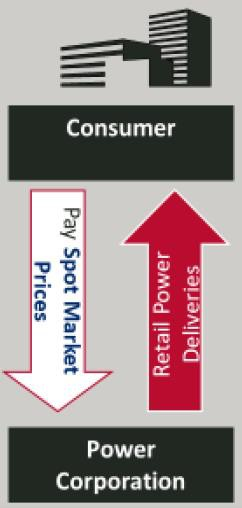 Consumer
Pay Spot Market
Prices
Retail Power
Deliveries
Power
Corporation